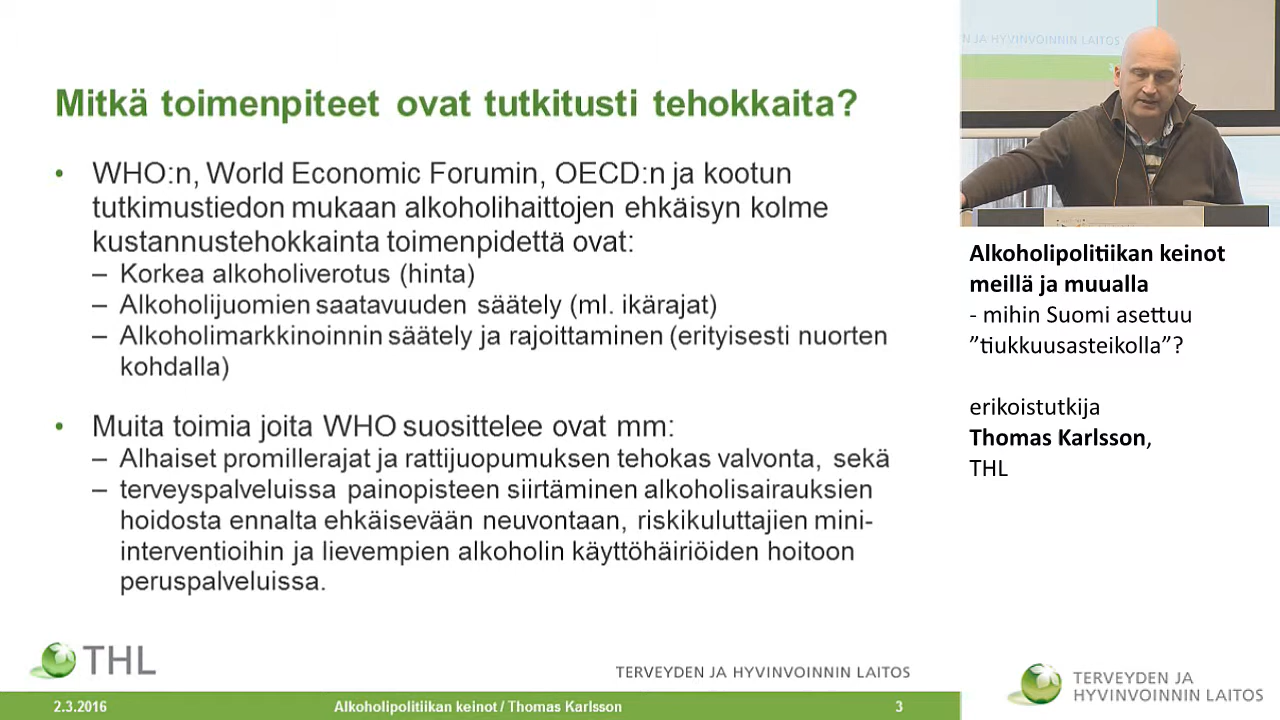 Mitkä toimenpiteet ovat tutkitusti tehokkaita?
• WHO:n, World Economic Forumin, OECD:n ja kootun
tutkimustiedon mukaan alkoholihaittojen ehkäisyn kolme
kustannustehokkainta toimenpidettä ovat:
– Korkea alkoholiverotus (hinta)
– Alkoholijuomien saatavuuden säätely (ml. ikärajat)
– Alkoholimarkkinoinnin säätely ja rajoittaminen (erityisesti nuorten
kohdalla)
• Muita toimia joita WHO suosittelee ovat mm:
– Alhaiset promillerajat ja rattijuopumuksen tehokas valvonta, sekä
– terveyspalveluissa painopisteen siirtäminen alkoholisairauksien
hoidosta ennalta ehkäisevään neuvontaan, riskikuluttajien mini-
interventioihin ja lievempien alkoholin käyttöhäiriöiden hoitoon
peruspalveluissa.
THL
TERVEYDEN JA HYVINVOINNIN LAITOS
2.3.2016
Alkoholipolitiikan keinot / Thomas Karlsson
3
EN JA HYVINVOINNIN LAITOS
Alkoholipolitiikan keinot
meillä ja muualla
- mihin Suomi asettuu
”tiukkuusasteikolla”?
erikoistutkija
Thomas Karlsson,
THL
TERVEYDEN JA
HYVINVOINNIN LAITOS